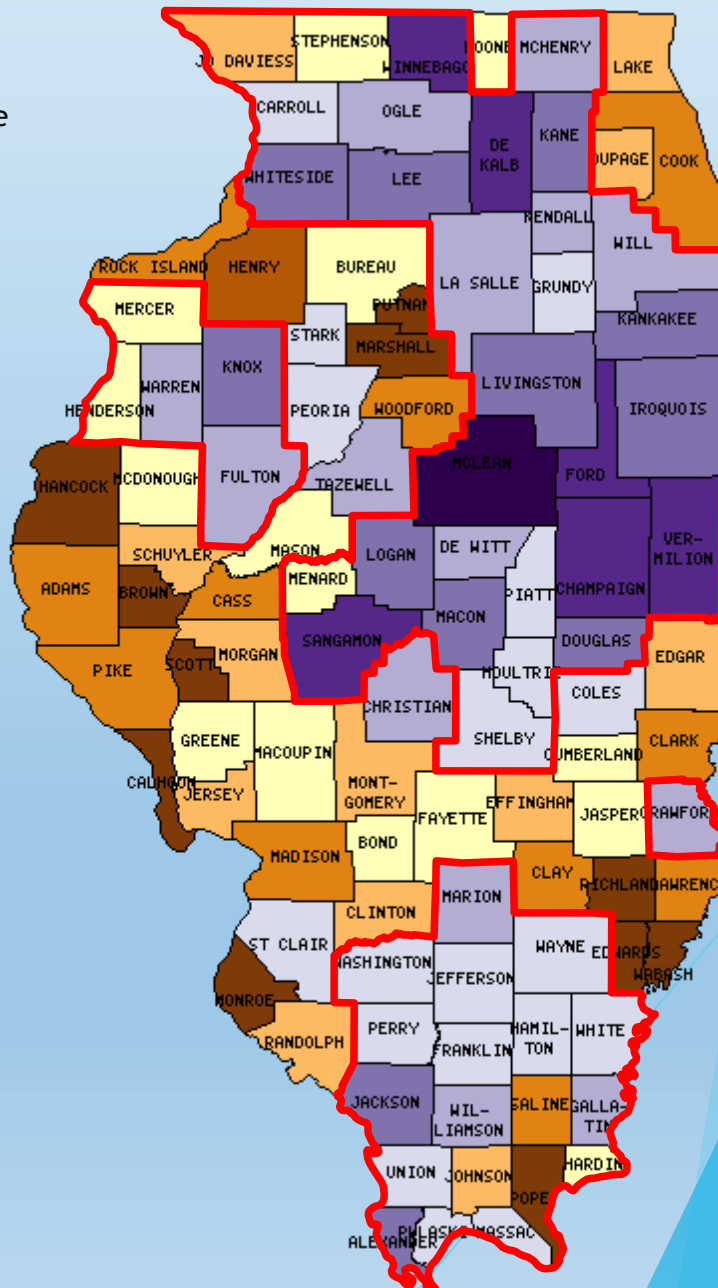 e
JO DAVIESS
STEPHENSON
WINNEBAGO
BOONE
MCHENRY
LAKE
CARROLL
OGLE
DE
KALB
KANE
DUPAGE
COOK
WHITESIDE
LEE
KENDALL
WILL
ROCK ISLAND
HENRY
BUREAU
LA SALLE
GRUNDY
MERCER
PUTNAM
KANKAKEE
STARK
MARSHALL
KNOX
WARREN
HENDERSON
PEORIA
WOODFORD
LIVINGSTON
IROQUOIS
MCLEAN
FORD
HANCOCK
MCDONOUGH
FULTON
TAZEWELL
MASON
LOGAN
DE WITT
VER-
MILION
SCHUYLER
MENARD
ADAMS
BROWN
CASS
PIATT
CHAMPAIGN
MACON
SANGAMON
DOUGLAS
EDGAR
PIKE
SCOTT
MORGAN
MOULTRIE
COLES
CHRISTIAN
SHELBY
GREENE
MACOUPIN
CUMBERLAND
CLARK
CALHOUN
JERSEY
MONT-
GOMERY
EFFINGHAM
FAYETTE
JASPER
CRAWFOR
BOND
MADISON
CLAY
RICHLAND
LAWRENC
MARION
CLINTON
ST CLAIR
WAYNE
EDWARDS
WASHINGTON
JEFFERSON
WABASH
MONROE
RANDOLPH
PERRY
HAMIL-
TON
WHITE
FRANKLIN
JACKSON
WIL-
LIAMSON
SALINE
GALLA-
TIN
UNION
JOHNSON
HARDIN
POPE
ALEXANDER
PULASKI
MASSAC